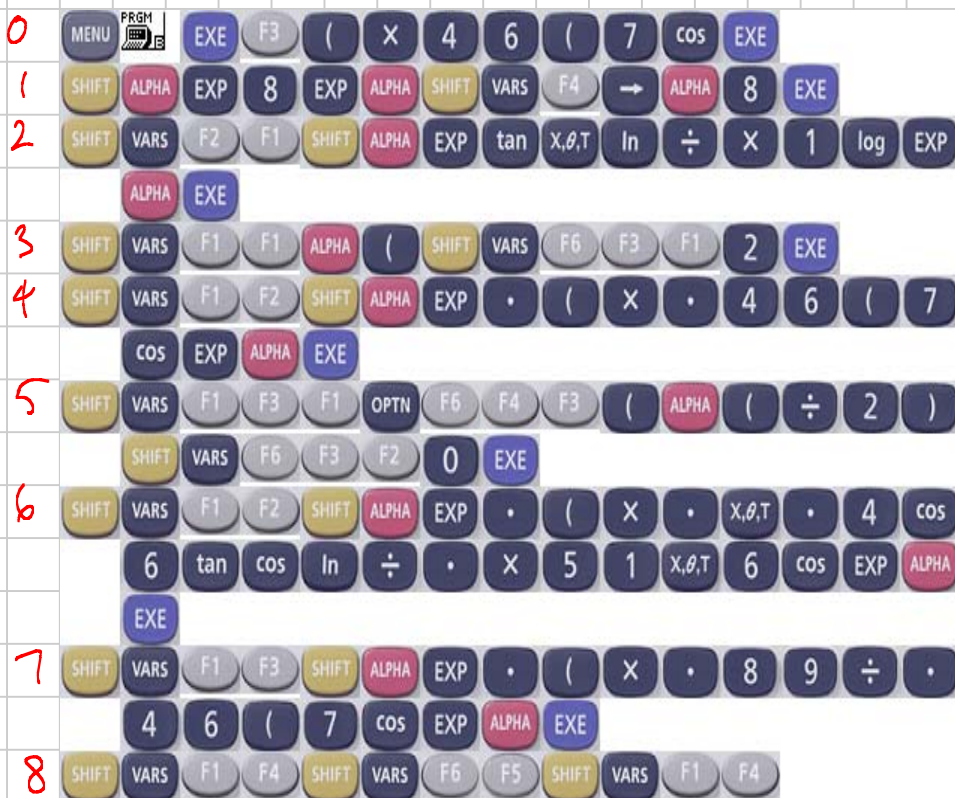 0 MENU PRGM B EXE F3 ( × 4 6 ( 7 cos EXE
1 SHIFT ALPHA EXP 8 EXP ALPHA SHIFT VARS F4 → ALPHA 8 EXE
2 SHIFT VARS F2 F1 SHIFT ALPHA EXP tan X,θ,T ln ÷ × 1 log EXP
ALPHA EXE
3 SHIFT VARS F1 F1 ALPHA ( SHIFT VARS F6 F3 F1 2 EXE
4 SHIFT VARS F1 F2 SHIFT ALPHA EXP · ( × · 4 6 ( 7
cos EXP ALPHA EXE
5 SHIFT VARS F1 F3 F1 OPTN F6 F4 F3 ( ALPHA ( ÷ 2 )
SHIFT VARS F6 F3 F2 0 EXE
6 SHIFT VARS F1 F2 SHIFT ALPHA EXP · ( × · X,θ,T · 4 cos
6 tan cos ln ÷ · × 5 1 X,θ,T 6 cos EXP ALPHA
EXE
7 SHIFT VARS F1 F3 SHIFT ALPHA EXP · ( × · 8 9 ÷ ·
4 6 ( 7 cos EXP ALPHA EXE
8 SHIFT VARS F1 F4 SHIFT VARS F6 F5 SHIFT VARS F1 F4